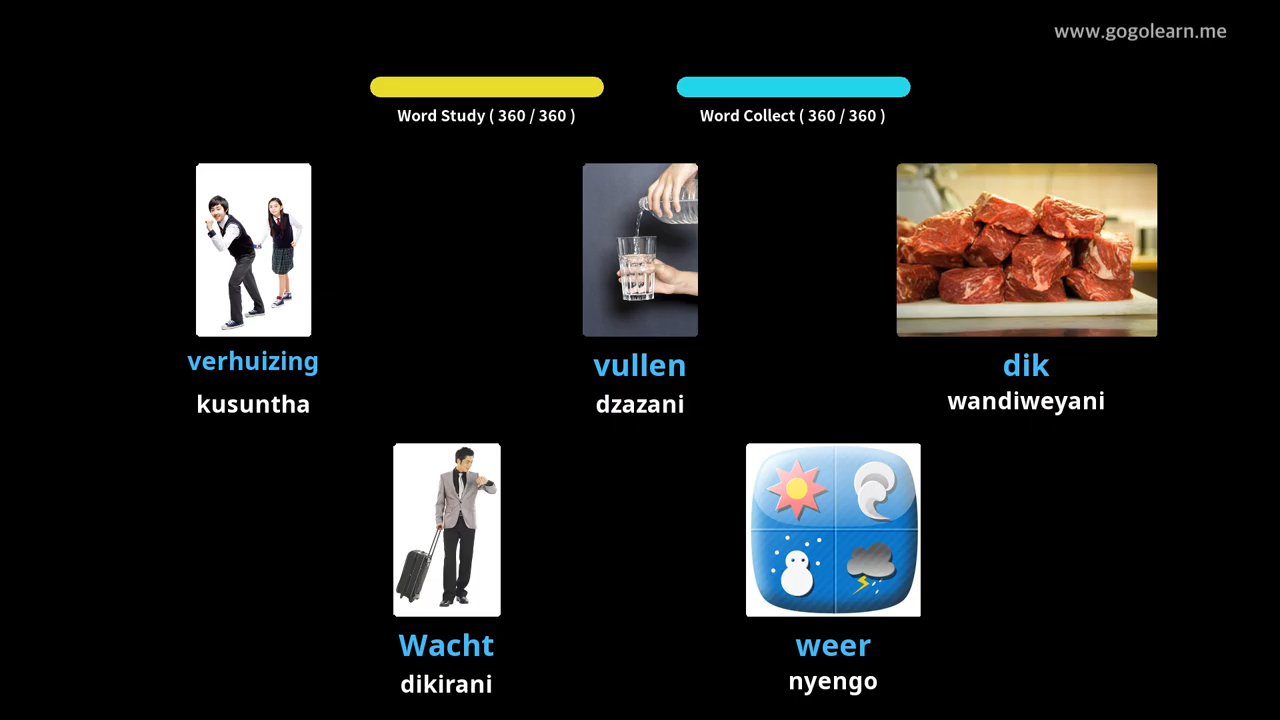 www.gogolearn.me
Word Study ( 360 / 360 )
Word Collect ( 360 / 360 )
verhuizing
kusuntha
vullen
dzazani
dik
wandiweyani
Wacht
dikirani
weer
nyengo